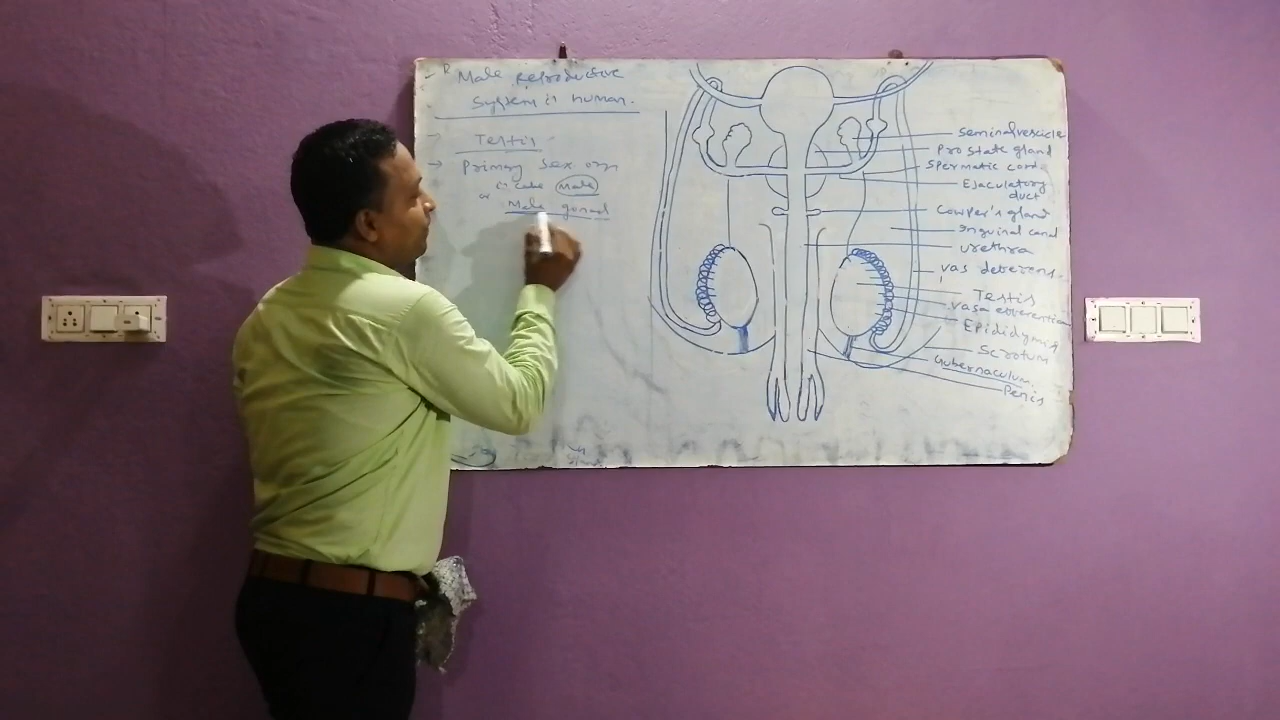 Male Reproductive
System in human.
→ Testis -
→ Primary Sex orn
in case Male
or
Male gonad
Seminal vesicle
Prostate gland
Spermatic cord
Ejaculatory
duct
Cowper's gland
Inguinal canal
Urethra
Vas deferens.
Testis
Vasa efferentia
Epididymis
Scrotum
Gubernaculum
Penis